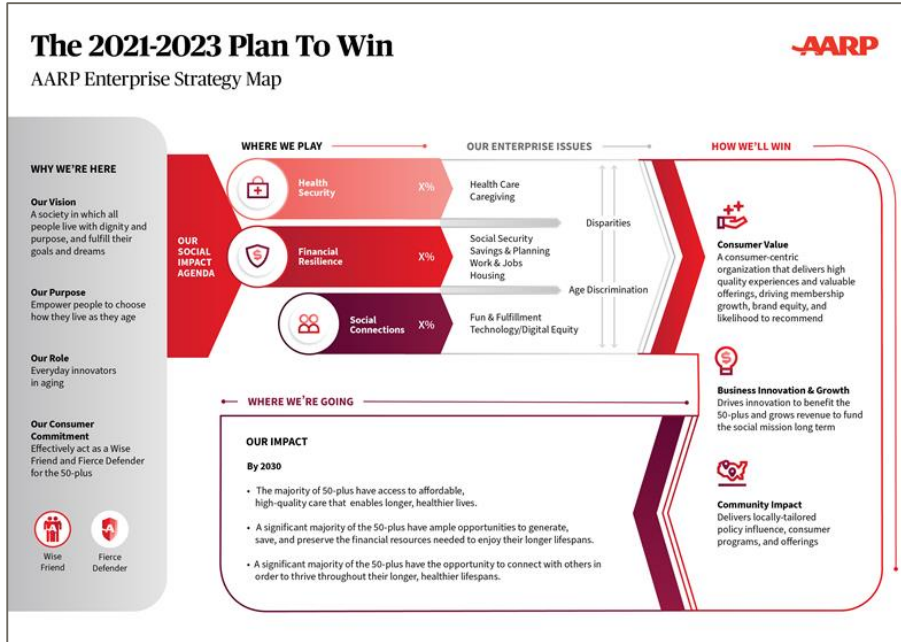 The 2021-2023 Plan To Win
AARP Enterprise Strategy Map
AARP
WHY WE'RE HERE
Our Vision
A society in which all
people live with dignity and
purpose, and fulfill their
goals and dreams
Our Purpose
Empower people to choose
how they live as they age
Our Role
Everyday innovators
in aging
Our Consumer
Commitment
Effectively act as a Wise
Friend and Fierce Defender
for the 50-plus
Wise
Friend
Fierce
Defender
OUR
SOCIAL
IMPACT
AGENDA
WHERE WE PLAY
Health
Security
X%
Financial
Resilience
X%
Social
Connections
X%
OUR ENTERPRISE ISSUES
Health Care
Caregiving
Social Security
Savings & Planning
Work & Jobs
Housing
Fun & Fulfillment
Technology/Digital Equity
Disparities
Age Discrimination
HOW WE'LL WIN
Consumer Value
A consumer-centric
organization that delivers high
quality experiences and valuable
offerings, driving membership
growth, brand equity, and
likelihood to recommend
Business Innovation & Growth
Drives innovation to benefit the
50-plus and grows revenue to fund
the social mission long term
Community Impact
Delivers locally-tailored
policy influence, consumer
programs, and offerings
WHERE WE'RE GOING
OUR IMPACT
By 2030
• The majority of 50-plus have access to affordable,
high-quality care that enables longer, healthier lives.
• A significant majority of the 50-plus have ample opportunities to generate,
save, and preserve the financial resources needed to enjoy their longer lifespans.
• A significant majority of the 50-plus have the opportunity to connect with others in
order to thrive throughout their longer, healthier lifespans.